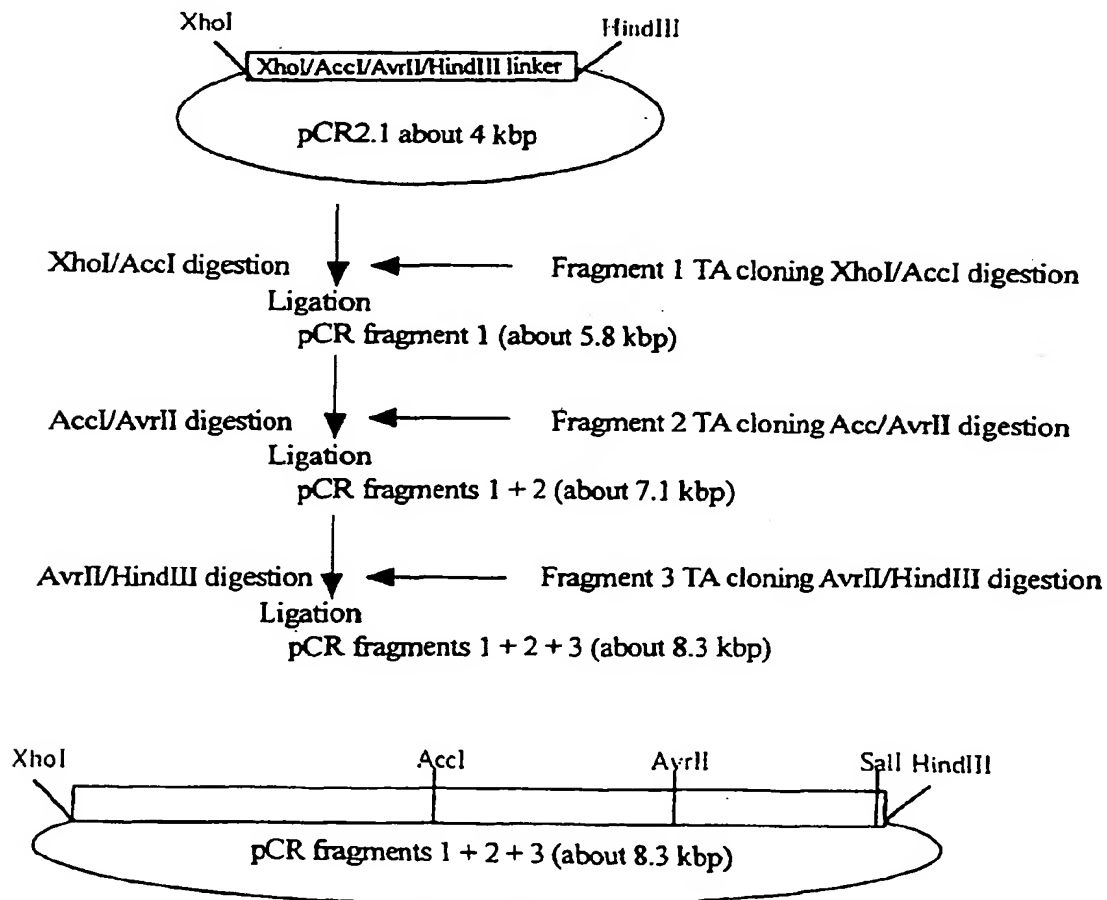 XhoI
HindIII
XhoI/AccI/AvrII/HindIII linker
pCR2.1 about 4 kbp
XhoI/AccI digestion
Fragment 1 TA cloning XhoI/AccI digestion
Ligation
pCR fragment 1 (about 5.8 kbp)
AccI/AvrII digestion
Fragment 2 TA cloning Acc/AvrII digestion
Ligation
pCR fragments 1 + 2 (about 7.1 kbp)
AvrII/HindIII digestion
Fragment 3 TA cloning AvrII/HindIII digestion
Ligation
pCR fragments 1 + 2 + 3 (about 8.3 kbp)
XhoI
AccI
AvrII
SalI HindIII
pCR fragments 1 + 2 + 3 (about 8.3 kbp)